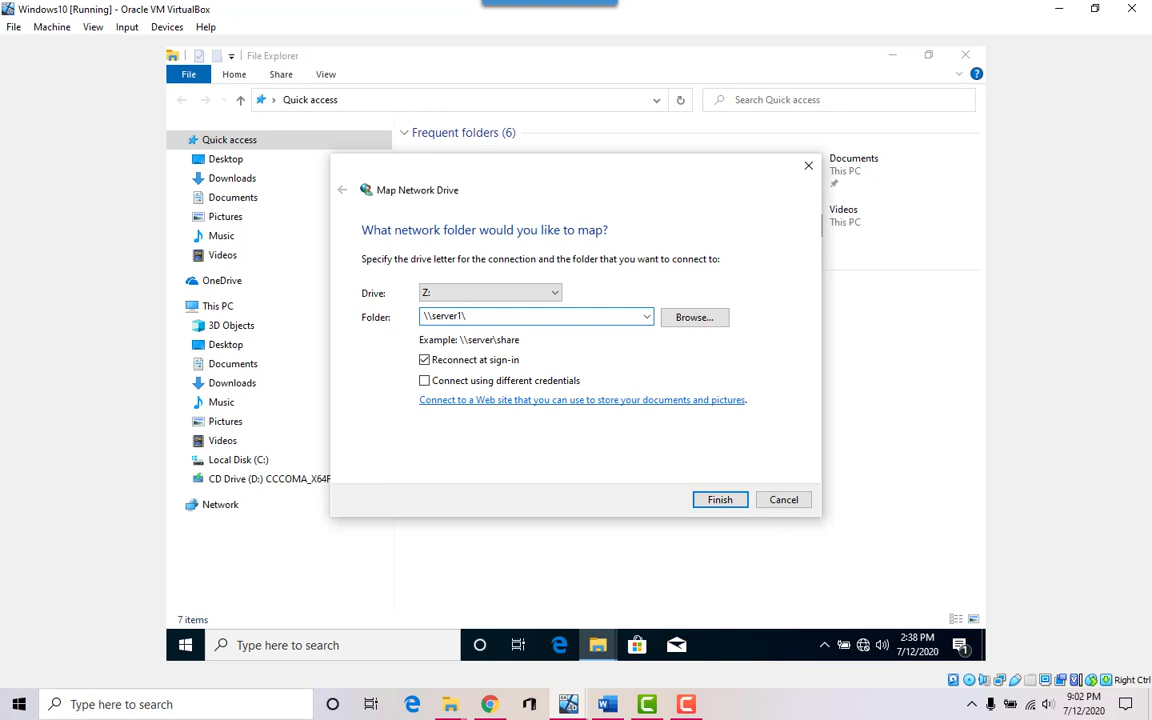 Windows10 [Running] - Oracle VM VirtualBox
File Machine View Input Devices Help
File Explorer
File Home Share View
Quick access
Search Quick access
Quick access
Desktop
Downloads
Documents
Pictures
Music
Videos
OneDrive
This PC
3D Objects
Desktop
Documents
Downloads
Music
Pictures
Videos
Local Disk (C:)
CD Drive (D:) CCCOMA_X64F
Network
Frequent folders (6)
Documents
This PC
Videos
This PC
Map Network Drive
What network folder would you like to map?
Specify the drive letter for the connection and the folder that you want to connect to:
Drive: Z:
Folder: \\server1\ Browse...
Example: \\server\share
Reconnect at sign-in
Connect using different credentials
Connect to a Web site that you can use to store your documents and pictures.
Finish Cancel
7 items
Type here to search
2:38 PM
7/12/2020
1
Right Ctrl
Type here to search
9:02 PM
7/12/2020